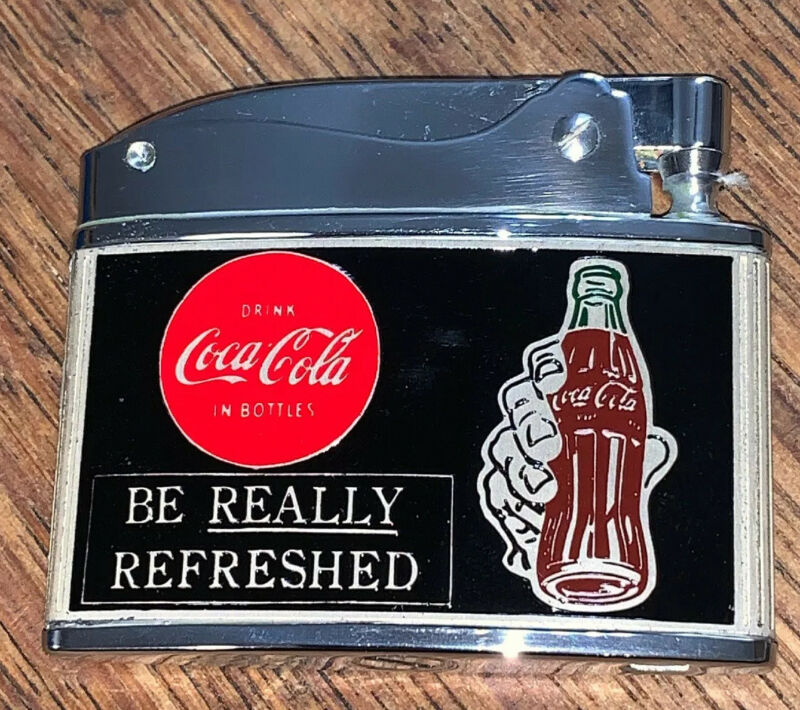 DRINK
Coca-Cola
IN BOTTLES
BE REALLY
REFRESHED
Coca-Cola